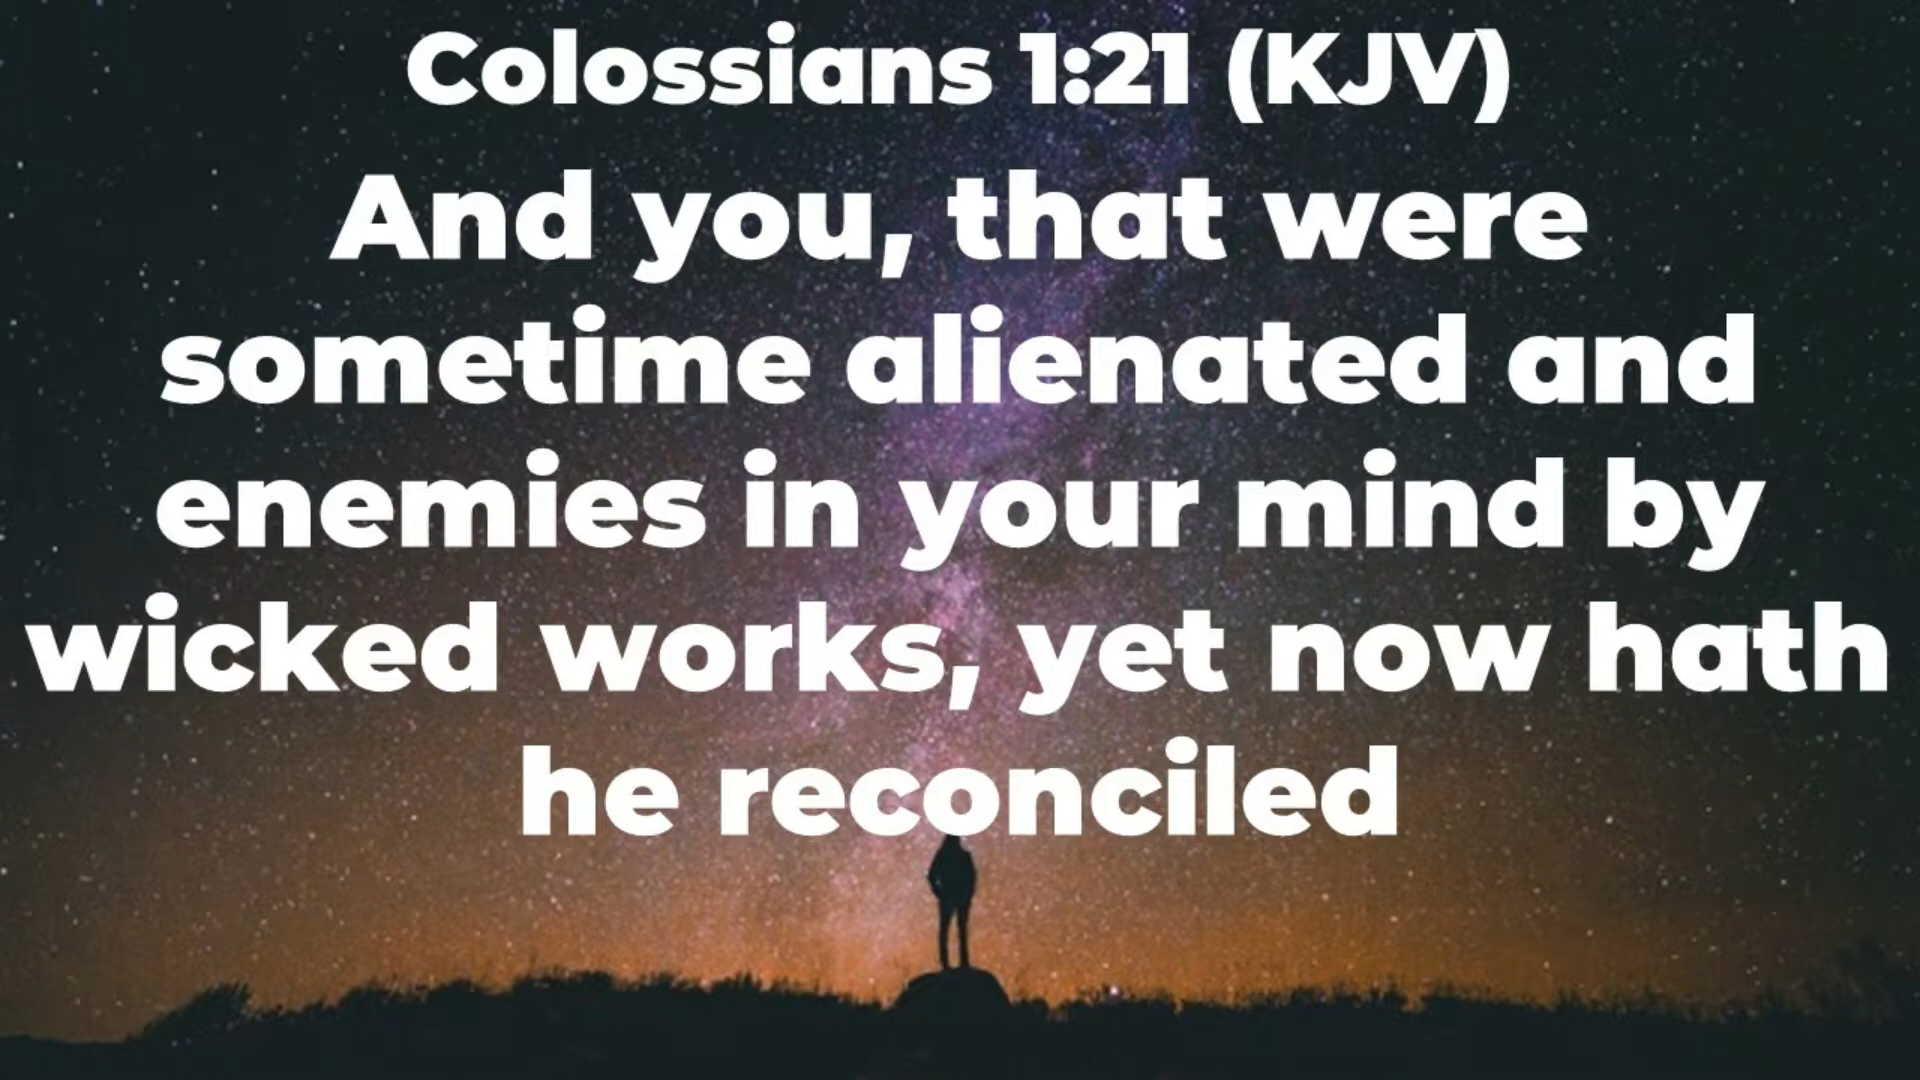 Colossians 1:21 (KJV)
And you, that were
sometime alienated and
enemies in your mind by
wicked works, yet now hath
he reconciled